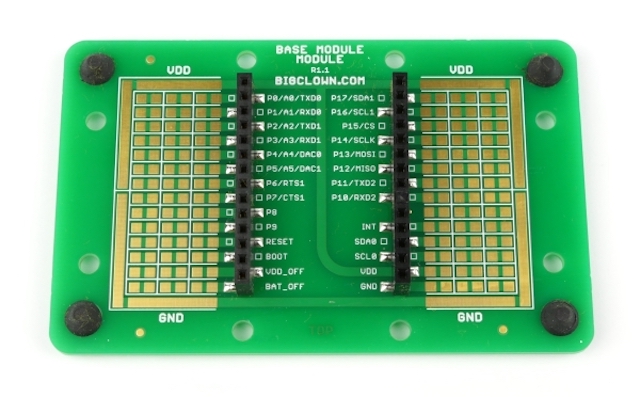 BASE MODULE
MODULE
R1.1
BIGCLOWN.COM
VDD
VDD
P0/A0/TXD0 P17/SDA1
P1/A1/RXD0 P16/SCL1
P2/A2/TXD1 P15/CS
P3/A3/RXD1 P14/SCLK
P4/A4/DAC0 P13/MOSI
P5/A5/DAC1 P12/MISO
P6/RTS1 P11/TXD2
P7/CTS1 P10/RXD2
P8
P9 INT
RESET SDA0
BOOT SCL0
VDD_OFF VDD
BAT_OFF GND
GND
GND
TOP